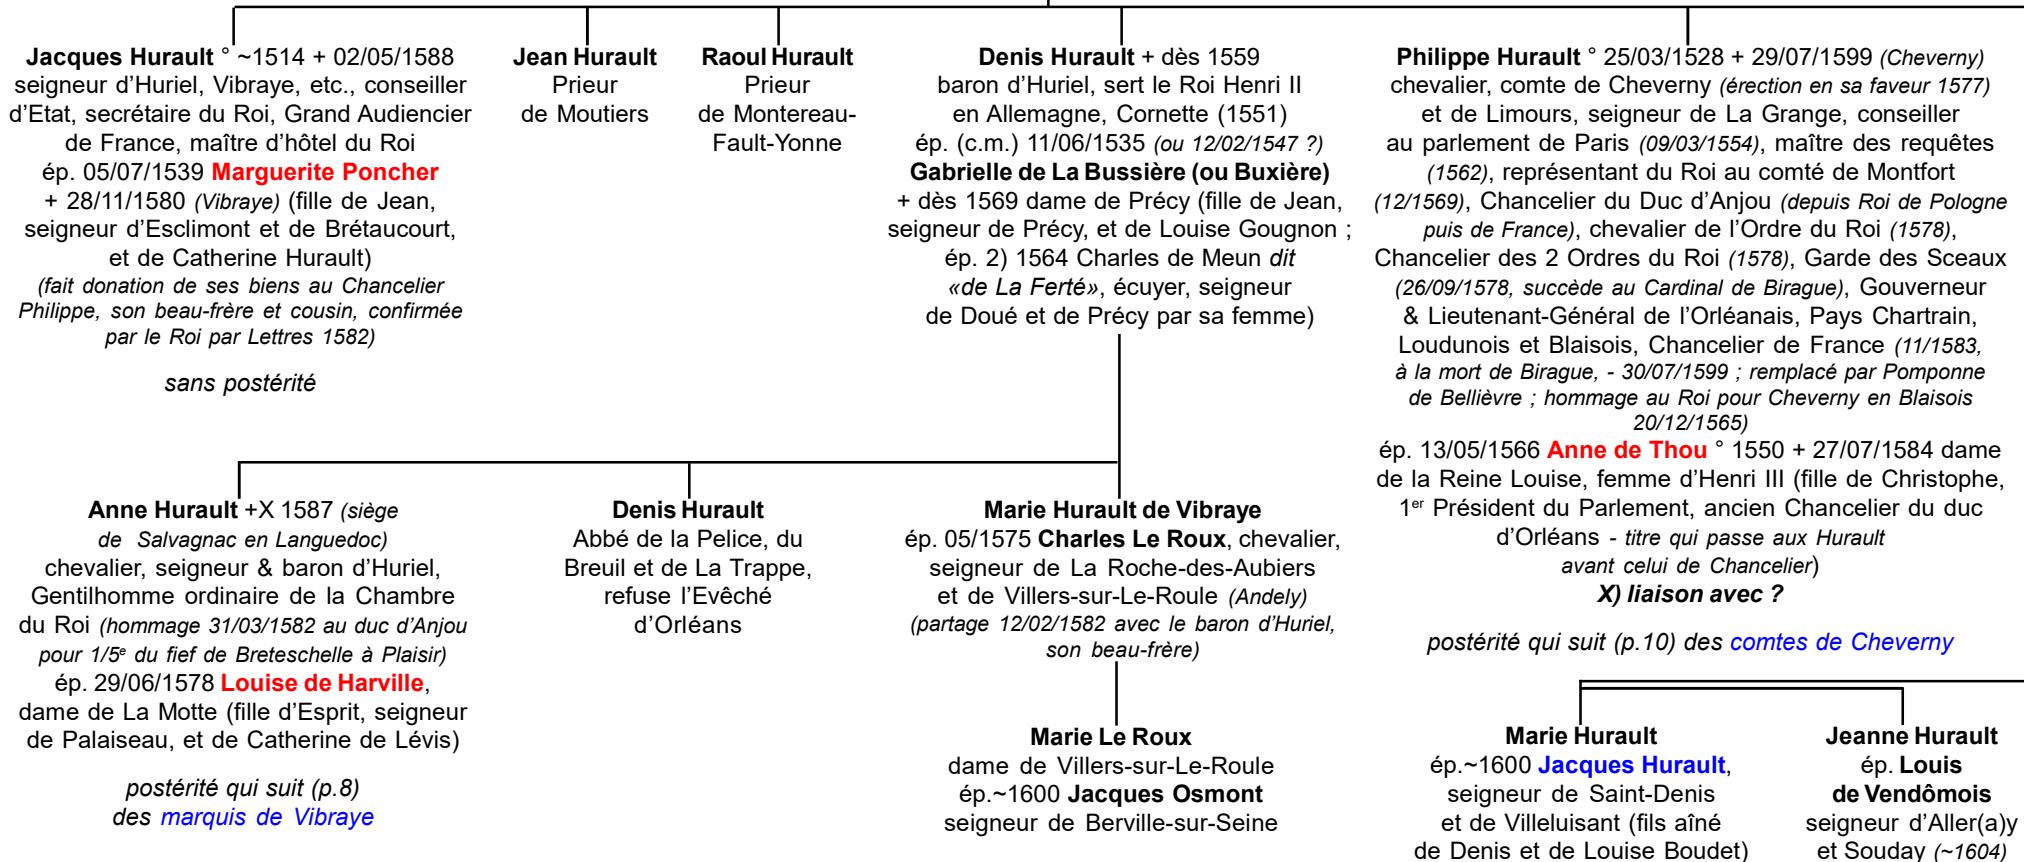 Jacques Hurault ° ~1514 + 02/05/1588
seigneur d’Huriel, Vibraye, etc., conseiller
d’Etat, secrétaire du Roi, Grand Audiencier
de France, maître d’hôtel du Roi
ép. 05/07/1539 Marguerite Poncher
+ 28/11/1580 (Vibraye) (fille de Jean,
seigneur d’Esclimont et de Brétaucourt,
et de Catherine Hurault)
(fait donation de ses biens au Chancelier
Philippe, son beau-frère et cousin, confirmée
par le Roi par Lettres 1582)
sans postérité
Jean Hurault
Prieur
de Moutiers
Raoul Hurault
Prieur
de Montereau-
Fault-Yonne
Denis Hurault + dès 1559
baron d’Huriel, sert le Roi Henri II
en Allemagne, Cornette (1551)
ép. (c.m.) 11/06/1535 (ou 12/02/1547 ?)
Gabrielle de La Bussière (ou Buxière)
+ dès 1569 dame de Précy (fille de Jean,
seigneur de Précy, et de Louise Gougnon ;
ép. 2) 1564 Charles de Meun dit
«de La Ferté», écuyer, seigneur
de Doué et de Précy par sa femme)
Philippe Hurault ° 25/03/1528 + 29/07/1599 (Cheverny)
chevalier, comte de Cheverny (érection en sa faveur 1577)
et de Limours, seigneur de La Grange, conseiller
au parlement de Paris (09/03/1554), maître des requêtes
(1562), représentant du Roi au comté de Montfort
(12/1569), Chancelier du Duc d’Anjou (depuis Roi de Pologne
puis de France), chevalier de l’Ordre du Roi (1578),
Chancelier des 2 Ordres du Roi (1578), Garde des Sceaux
(26/09/1578, succède au Cardinal de Birague), Gouverneur
& Lieutenant-Général de l’Orléanais, Pays Chartrain,
Loudunois et Blaisois, Chancelier de France (11/1583,
à la mort de Birague, - 30/07/1599 ; remplacé par Pomponne
de Bellièvre ; hommage au Roi pour Cheverny en Blaisois
20/12/1565)
ép. 13/05/1566 Anne de Thou ° 1550 + 27/07/1584 dame
de la Reine Louise, femme d’Henri III (fille de Christophe,
1er Président du Parlement, ancien Chancelier du duc
d’Orléans - titre qui passe aux Hurault
avant celui de Chancelier)
X) liaison avec ?
postérité qui suit (p.10) des comtes de Cheverny
Anne Hurault +X 1587 (siège
de Salvagnac en Languedoc)
chevalier, seigneur & baron d’Huriel,
Gentilhomme ordinaire de la Chambre
du Roi (hommage 31/03/1582 au duc d’Anjou
pour 1/5e du fief de Breteschelle à Plaisir)
ép. 29/06/1578 Louise de Harville,
dame de La Motte (fille d’Esprit, seigneur
de Palaiseau, et de Catherine de Lévis)
postérité qui suit (p.8)
des marquis de Vibraye
Denis Hurault
Abbé de la Pelice, du
Breuil et de La Trappe,
refuse l’Evêché
d’Orléans
Marie Hurault de Vibraye
ép. 05/1575 Charles Le Roux, chevalier,
seigneur de La Roche-des-Aubiers
et de Villers-sur-Le-Roule (Andely)
(partage 12/02/1582 avec le baron d’Huriel,
son beau-frère)
Marie Le Roux
dame de Villers-sur-Le-Roule
ép.~1600 Jacques Osmont
seigneur de Berville-sur-Seine
Marie Hurault
ép.~1600 Jacques Hurault,
seigneur de Saint-Denis
et de Villeluisant (fils aîné
de Denis et de Louise Boudet)
Jeanne Hurault
ép. Louis
de Vendômois
seigneur d’Aller(a)y
et Souday (~1604)